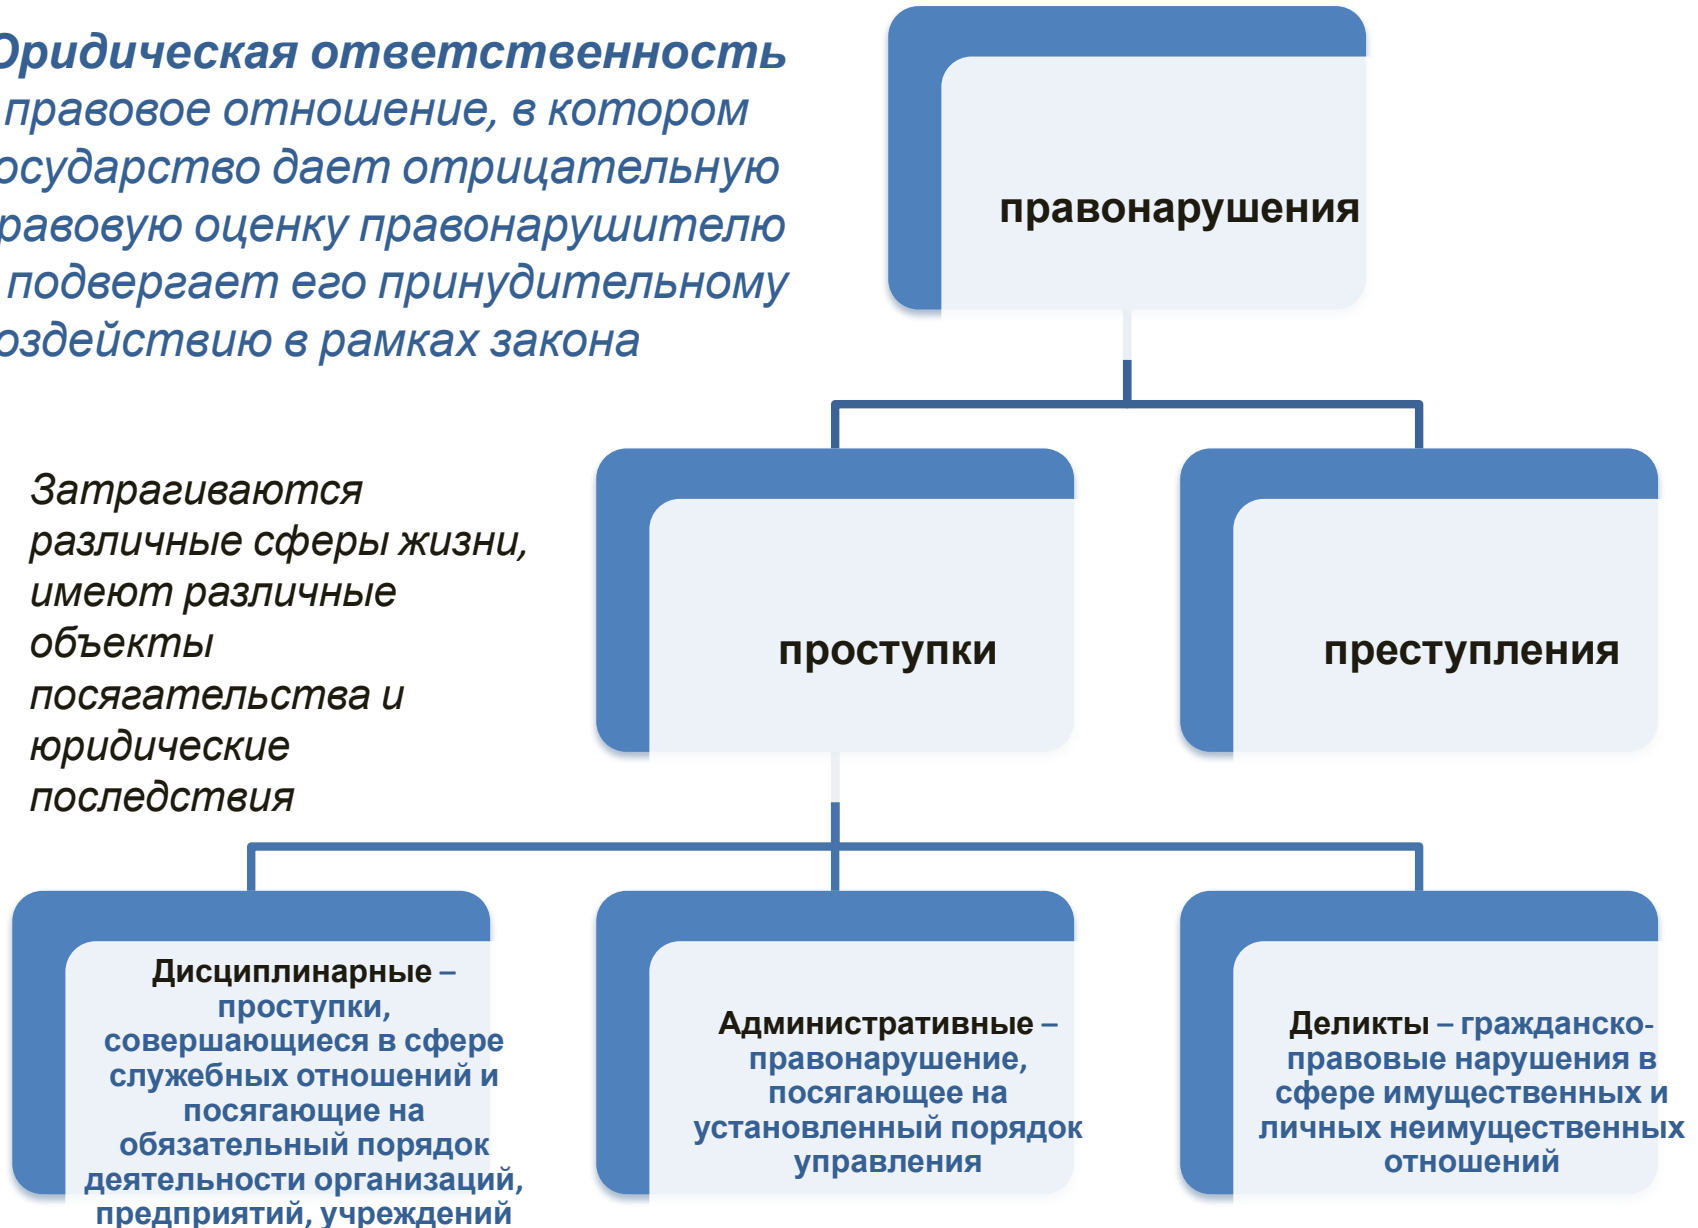 Юридическая ответственность
правовое отношение, в котором
осударство дает отрицательную
равовую оценку правонарушителю
подвергает его принудительному
оздействию в рамках закона
правонарушения
Затрагиваются
различные сферы жизни,
имеют различные
объекты
посягательства и
юридические
последствия
проступки
преступления
Дисциплинарные –
проступки,
совершающиеся в сфере
служебных отношений и
посягающие на
обязательный порядок
деятельности организаций,
предприятий, учреждений
Административные –
правонарушение,
посягающее на
установленный порядок
управления
Деликты – гражданско-
правовые нарушения в
сфере имущественных и
личных неимущественных
отношений